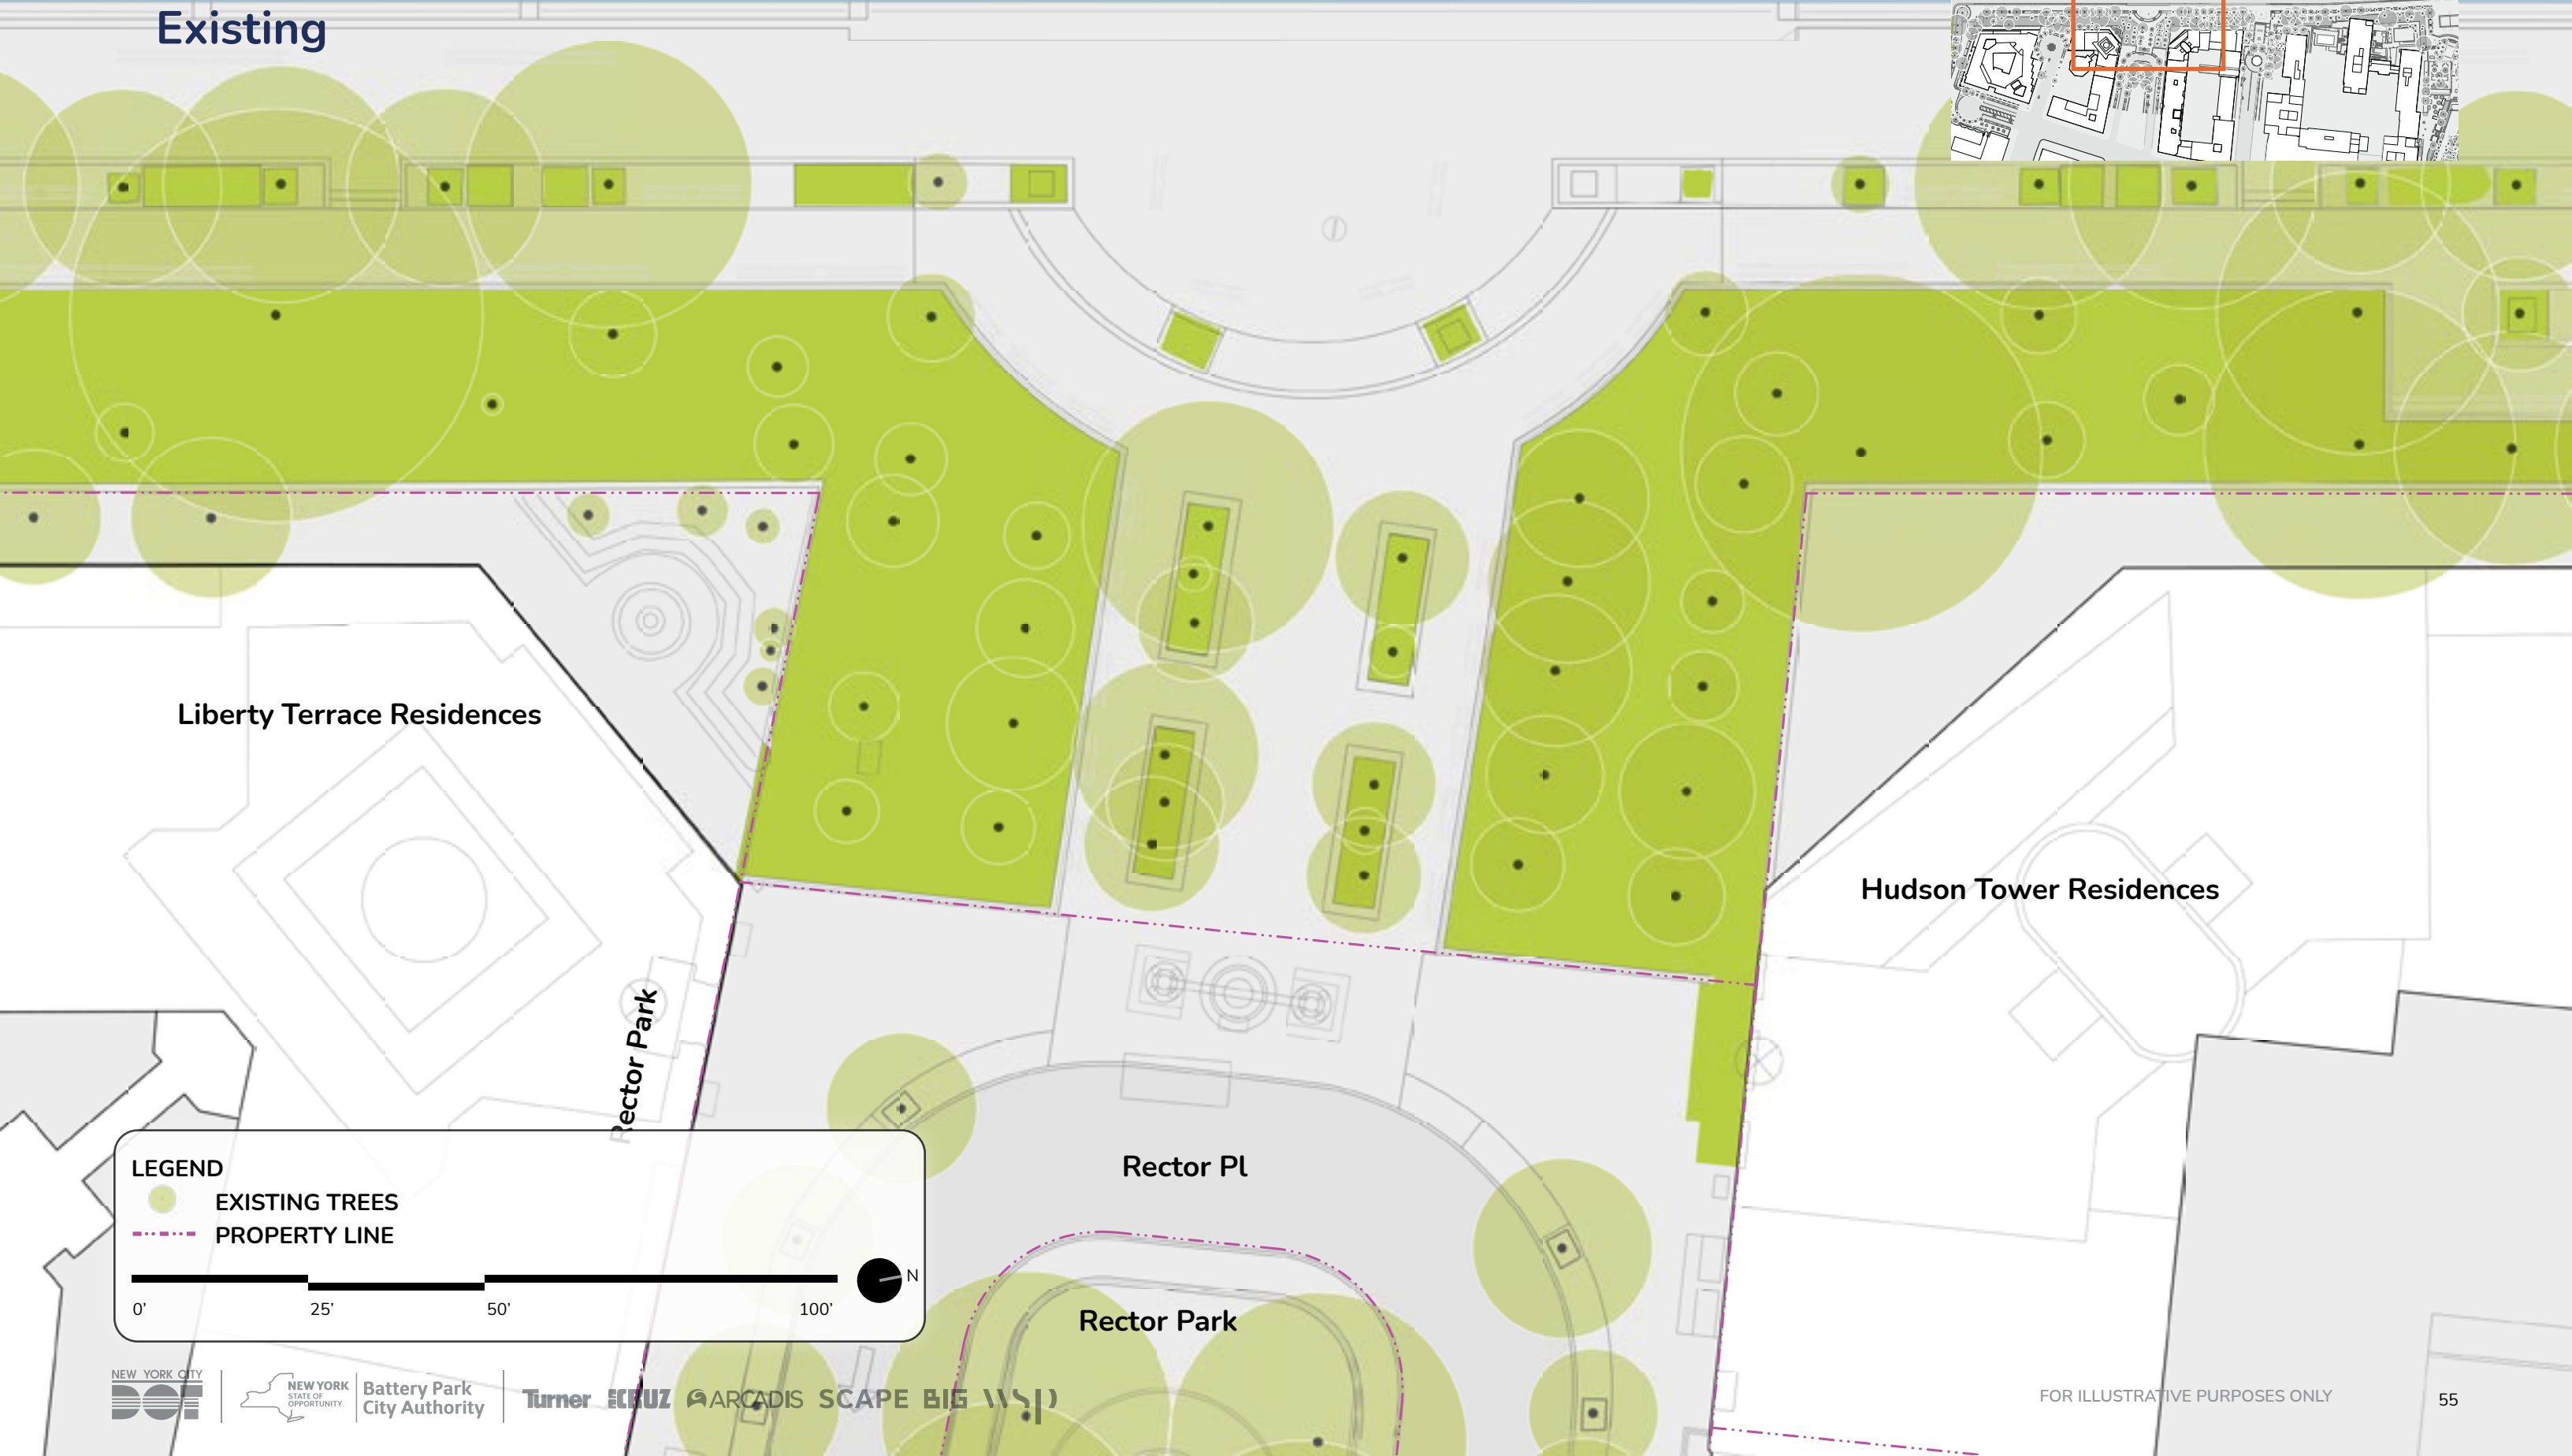 Existing
Liberty Terrace Residences
Hudson Tower Residences
Rector Park
Rector Pl
Rector Park
LEGEND
EXISTING TREES
PROPERTY LINE
N
0' 25' 50' 100'
NEW YORK CITY
DOT
NEW YORK
STATE OF
OPPORTUNITY.
Battery Park
City Authority
Turner ECRUZ ARCADIS SCAPE BIG WSP
FOR ILLUSTRATIVE PURPOSES ONLY
55